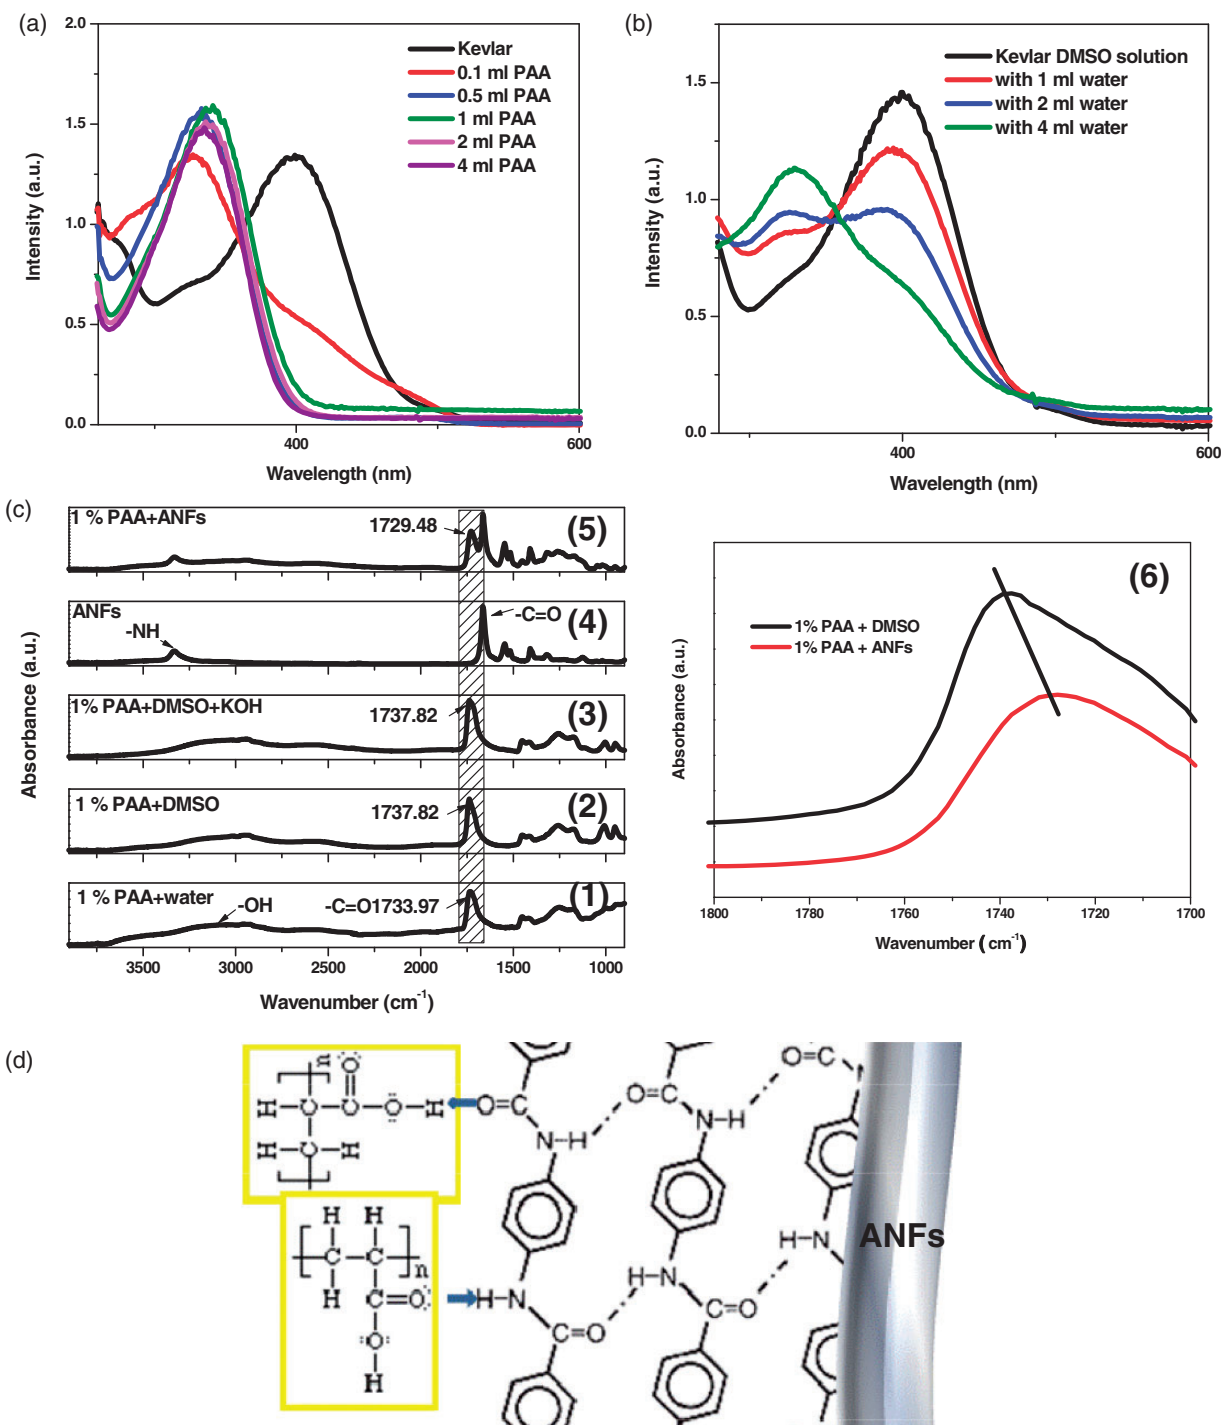 (a)
2.0
1.5
1.0
0.5
0.0
400
600
Intensity (a.u.)
Wavelength (nm)
Kevlar
0.1 ml PAA
0.5 ml PAA
1 ml PAA
2 ml PAA
4 ml PAA
(b)
1.5
1.0
0.5
0.0
400
600
Intensity (a.u.)
Wavelength (nm)
Kevlar DMSO solution
with 1 ml water
with 2 ml water
with 4 ml water
(c)
1 % PAA+ANFs
1729.48
(5)
ANFs
-NH
-C=O
(4)
1% PAA+DMSO+KOH
1737.82
(3)
1 % PAA+DMSO
1737.82
(2)
1 % PAA+water
-OH
-C=O1733.97
(1)
3500 3000 2500 2000 1500 1000
Absorbance (a.u.)
Wavenumber (cm-1)
(6)
1% PAA + DMSO
1% PAA + ANFs
1800 1780 1760 1740 1720 1700
Absorbance (a.u.)
Wavenumber ( cm-1)
(d)
n
O
H C C O H
H C H
O=C
N-H
O=C
N-H
O=C
H H
C C n
H C=O
O
H
H-N
C=O
H-N
C=O
H-N
ANFs